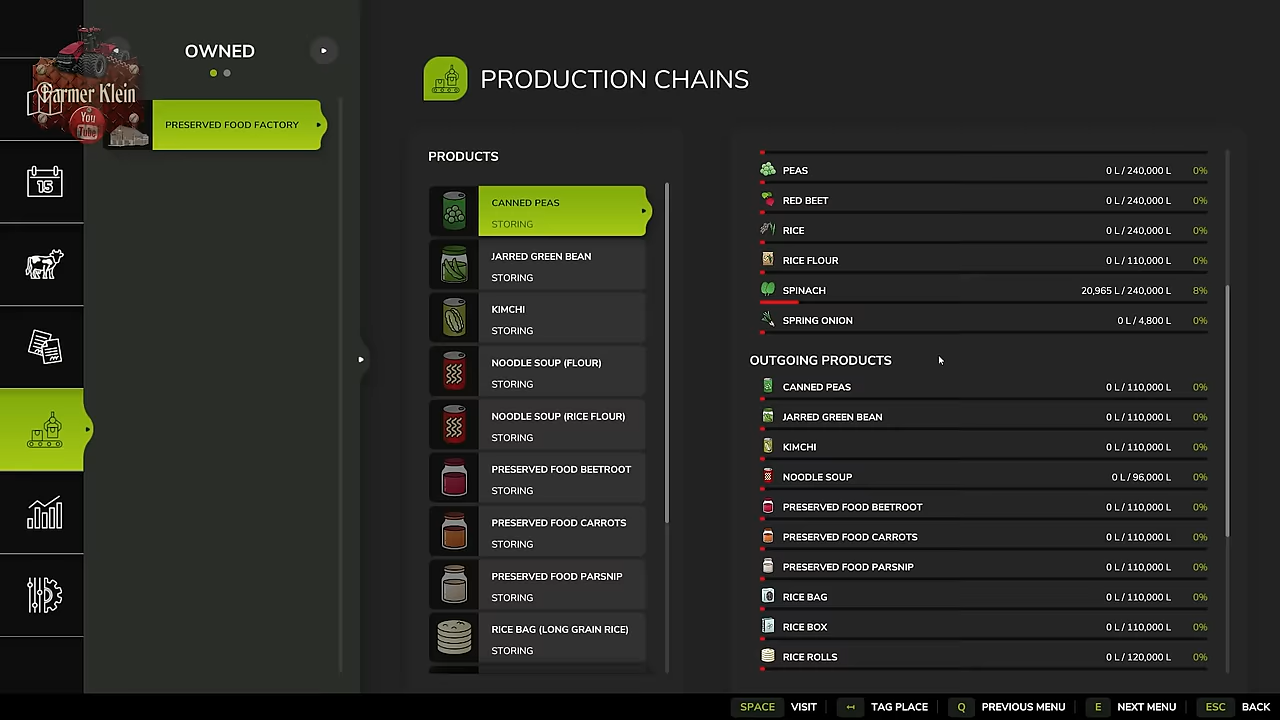 Farmer Klein
You
Tube
OWNED
PRESERVED FOOD FACTORY
15
PRODUCTION CHAINS
PRODUCTS
CANNED PEAS
STORING
JARRED GREEN BEAN
STORING
KIMCHI
STORING
NOODLE SOUP (FLOUR)
STORING
NOODLE SOUP (RICE FLOUR)
STORING
PRESERVED FOOD BEETROOT
STORING
PRESERVED FOOD CARROTS
STORING
PRESERVED FOOD PARSNIP
STORING
RICE BAG (LONG GRAIN RICE)
STORING
PEAS 0 L / 240,000 L 0%
RED BEET 0 L / 240,000 L 0%
RICE 0 L / 240,000 L 0%
RICE FLOUR 0 L / 110,000 L 0%
SPINACH 20,965 L / 240,000 L 8%
SPRING ONION 0 L / 4,800 L 0%
OUTGOING PRODUCTS
CANNED PEAS 0 L / 110,000 L 0%
JARRED GREEN BEAN 0 L / 110,000 L 0%
KIMCHI 0 L / 110,000 L 0%
NOODLE SOUP 0 L / 96,000 L 0%
PRESERVED FOOD BEETROOT 0 L / 110,000 L 0%
PRESERVED FOOD CARROTS 0 L / 110,000 L 0%
PRESERVED FOOD PARSNIP 0 L / 110,000 L 0%
RICE BAG 0 L / 110,000 L 0%
RICE BOX 0 L / 110,000 L 0%
RICE ROLLS 0 L / 120,000 L 0%
SPACE VISIT TAG PLACE Q PREVIOUS MENU E NEXT MENU ESC BACK